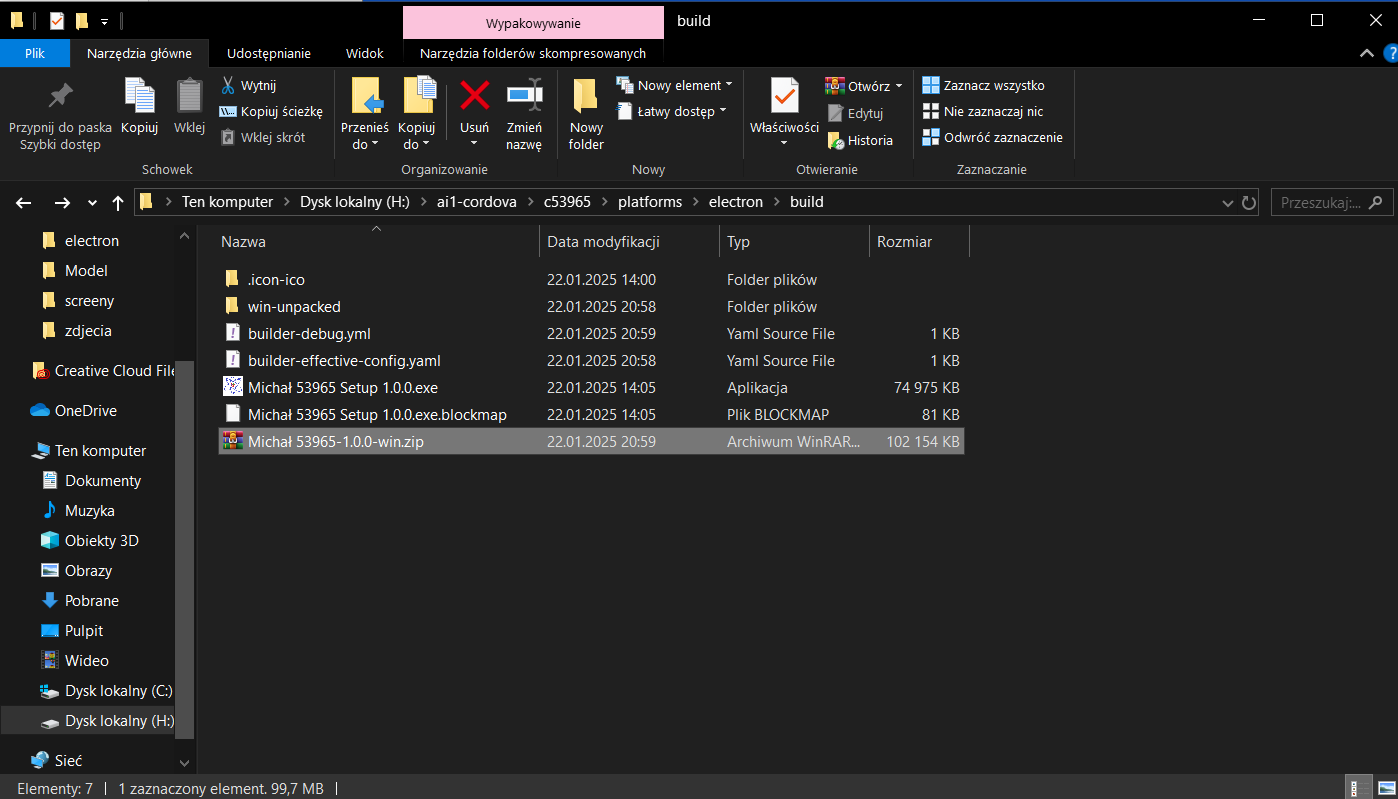 Wypakowywanie
build
Plik
Narzędzia główne
Udostępnianie
Widok
Narzędzia folderów skompresowanych
Przypnij do paska
Szybki dostęp
Kopiuj
Wklej
Wytnij
Kopiuj ścieżkę
Wklej skrót
Schowek
Przenieś
do
Kopiuj
do
Usuń
Zmień
nazwę
Organizowanie
Nowy
folder
Nowy element
Łatwy dostęp
Nowy
Właściwości
Otwórz
Edytuj
Historia
Otwieranie
Zaznacz wszystko
Nie zaznaczaj nic
Odwróć zaznaczenie
Zaznaczanie
Ten komputer
Dysk lokalny (H:)
ai1-cordova
c53965
platforms
electron
build
Przeszukaj:...
electron
Model
screeny
zdjecia
Creative Cloud File
OneDrive
Ten komputer
Dokumenty
Muzyka
Obiekty 3D
Obrazy
Pobrane
Pulpit
Wideo
Dysk lokalny (C:)
Dysk lokalny (H:)
Sieć
Nazwa Data modyfikacji Typ Rozmiar
.icon-ico 22.01.2025 14:00 Folder plików
win-unpacked 22.01.2025 20:58 Folder plików
builder-debug.yml 22.01.2025 20:59 Yaml Source File 1 KB
builder-effective-config.yaml 22.01.2025 20:58 Yaml Source File 1 KB
Michał 53965 Setup 1.0.0.exe 22.01.2025 14:05 Aplikacja 74 975 KB
Michał 53965 Setup 1.0.0.exe.blockmap 22.01.2025 14:05 Plik BLOCKMAP 81 KB
Michał 53965-1.0.0-win.zip 22.01.2025 20:59 Archiwum WinRAR... 102 154 KB
Elementy: 7
1 zaznaczony element. 99,7 MB